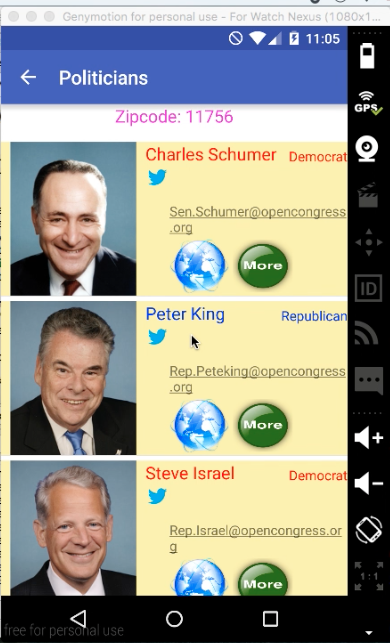 Genymotion for personal use - For Watch Nexus (1080x1...
11:05
Politicians
Zipcode: 11756
Charles Schumer Democrat
Sen.Schumer@opencongress
.org
More
Peter King Republican
Rep.Peteking@opencongress
.org
More
Steve Israel Democrat
Rep.Israel@opencongress.or
g
More
GPS
ID
1:1
free for personal use